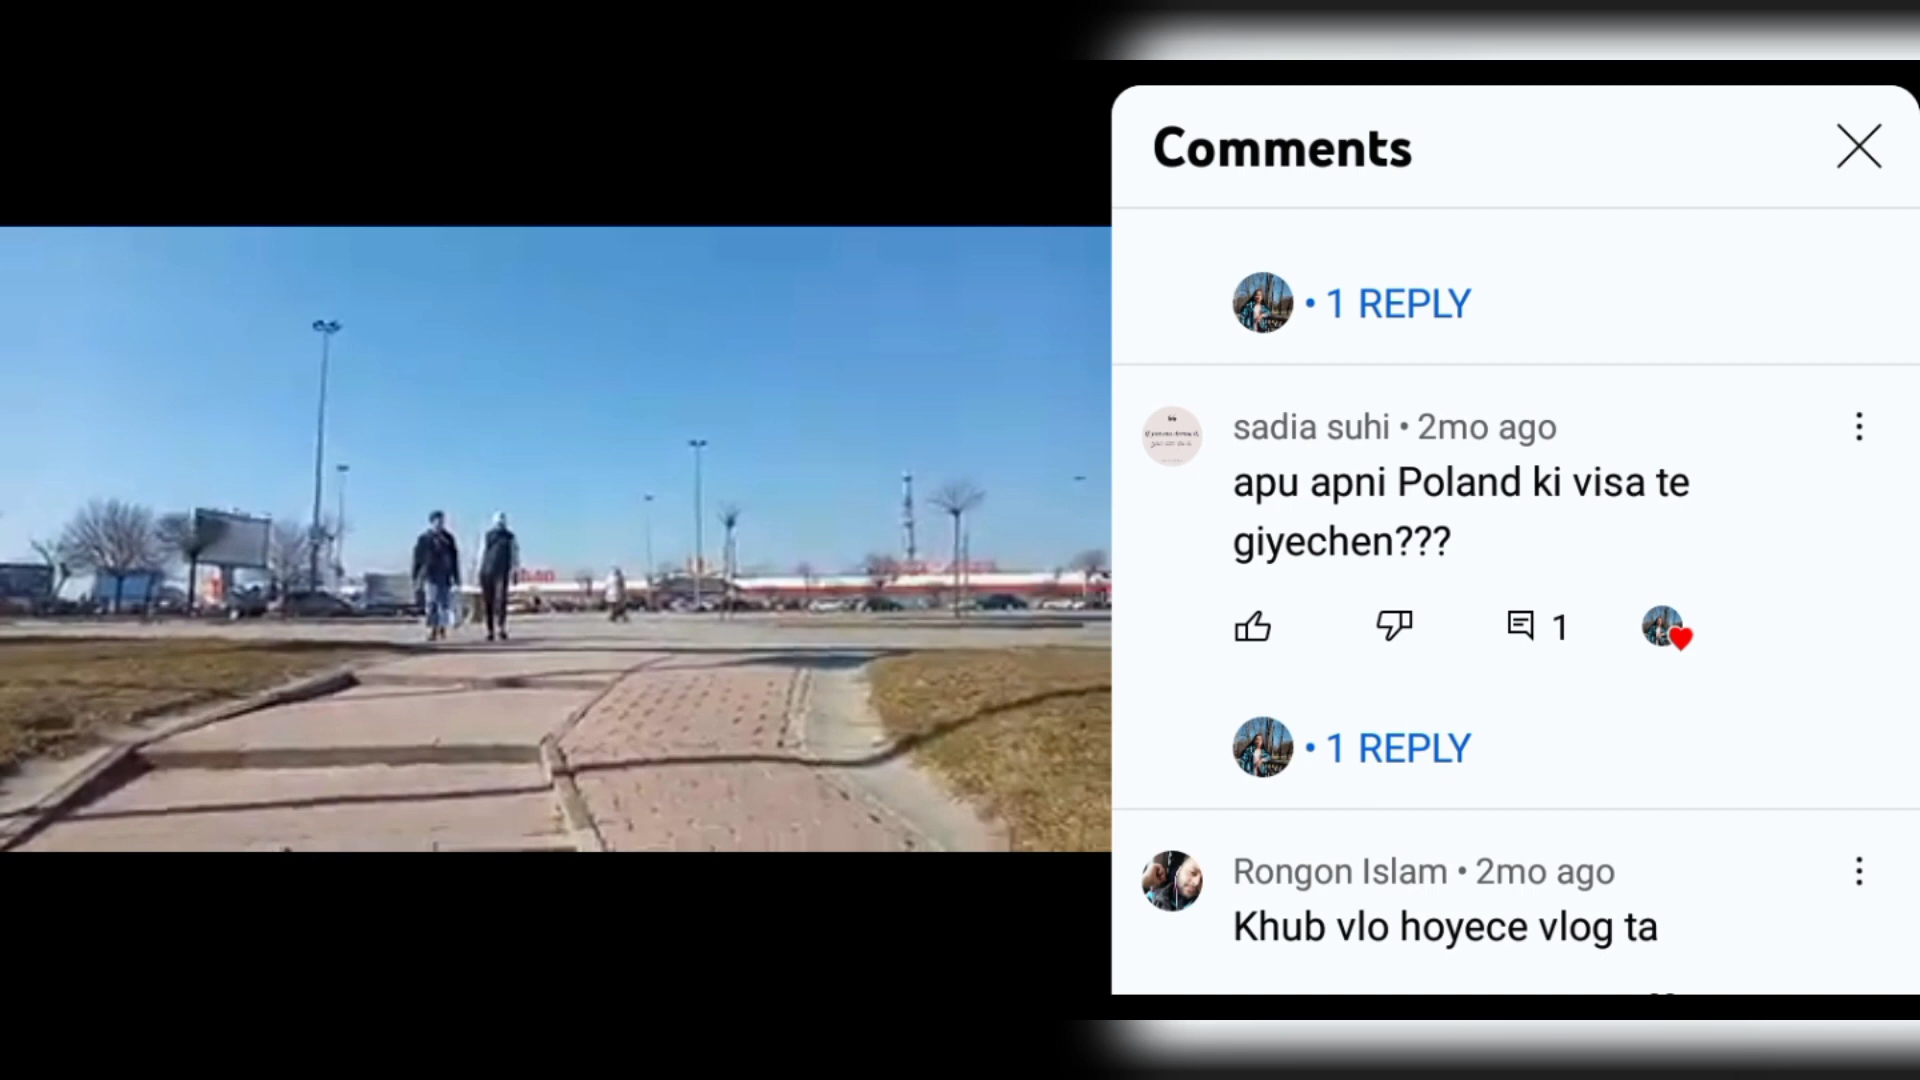 Comments
• 1 REPLY
sadia suhi • 2mo ago
apu apni Poland ki visa te
giyechen???
1
• 1 REPLY
Rongon Islam • 2mo ago
Khub vlo hoyece vlog ta